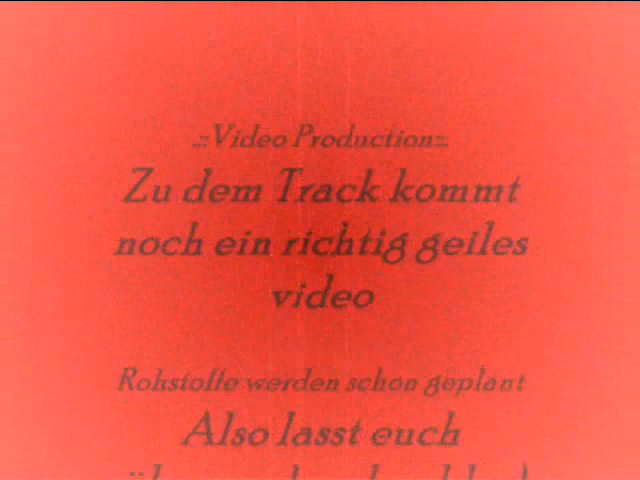 ..::Video Production::..
Zu dem Track kommt
noch ein richtig geiles
video
Rohstoffe werden schon geplant
Also lasst euch